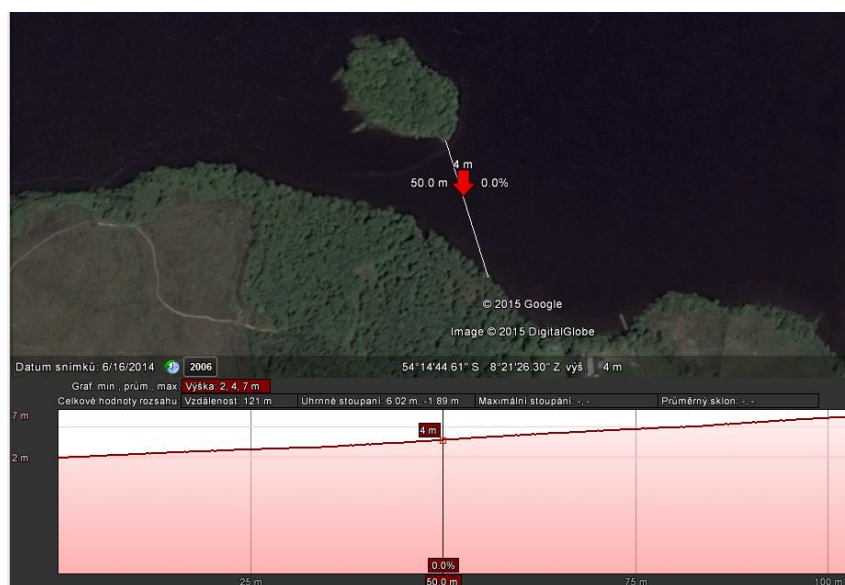 4 m
50.0 m 0.0%
© 2015 Google
Image © 2015 DigitalGlobe
Datum snímků: 6/16/2014 2006 54°14'44.61" S 8°21'26.30" Z výš. 4 m
Graf: min., prům., max. Výška: 2, 4, 7 m
Celkové hodnoty rozsahu: Vzdálenost: 121 m Úhrnné stoupání: 6.02 m, -1.89 m Maximální stoupání: -, - Průměrný sklon: -, -
7 m
4 m
2 m
0.0%
25 m 50.0 m 75 m 100 m